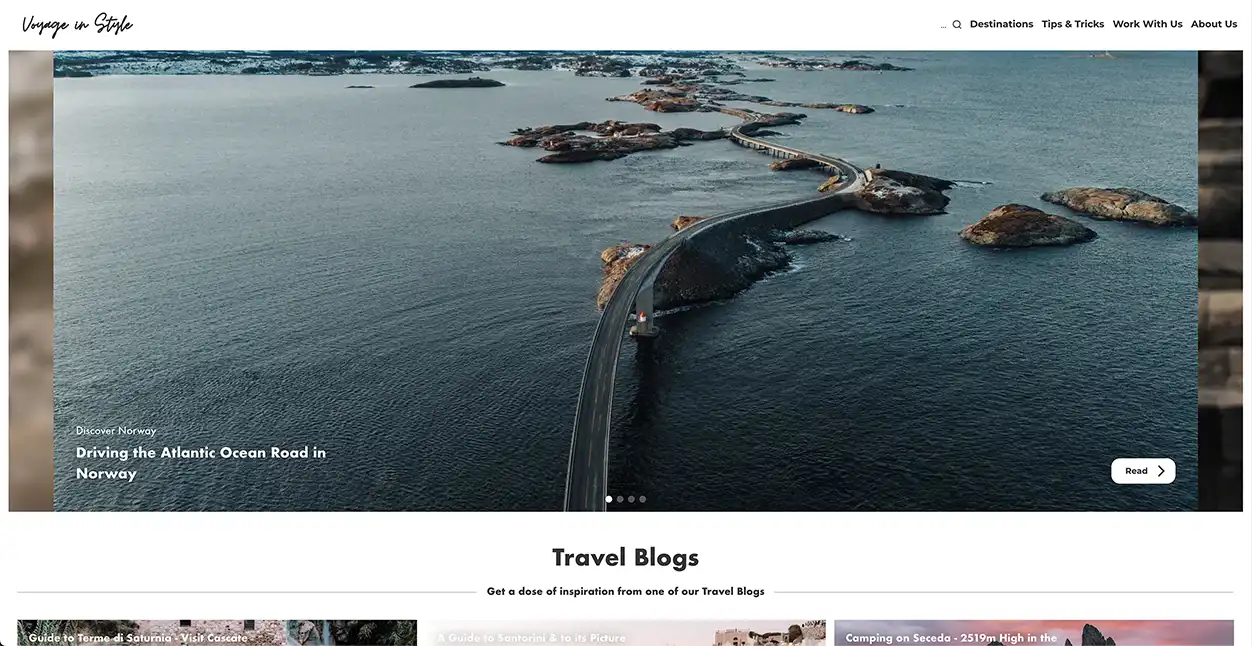 Voyage in Style
... Destinations Tips & Tricks Work With Us About Us
Discover Norway
Driving the Atlantic Ocean Road in
Norway
Read
Travel Blogs
Get a dose of inspiration from one of our Travel Blogs
Guide to Terme di Saturnia - Visit Cascate
A Guide to Santorini & to its Picture
Camping on Seceda - 2519m High in the